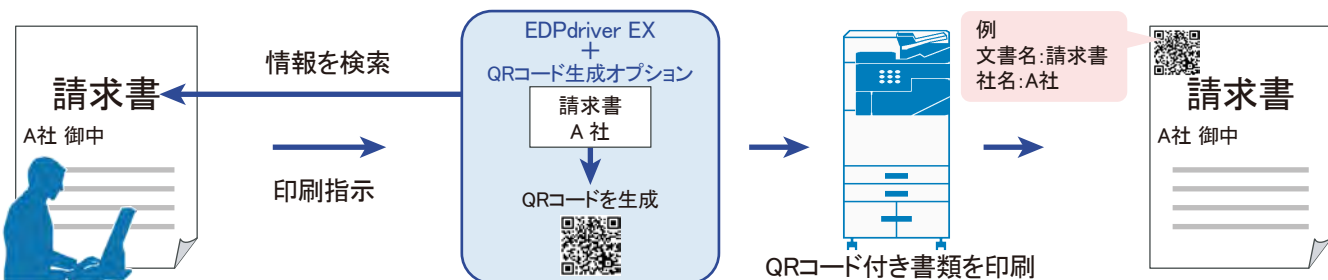 請求書
A社 御中
情報を検索
印刷指示
EDPdriver EX
+
QRコード生成オプション
請求書
A 社
QRコードを生成
QRコード付き書類を印刷
例
文書名:請求書
社名:A社
請求書
A社 御中